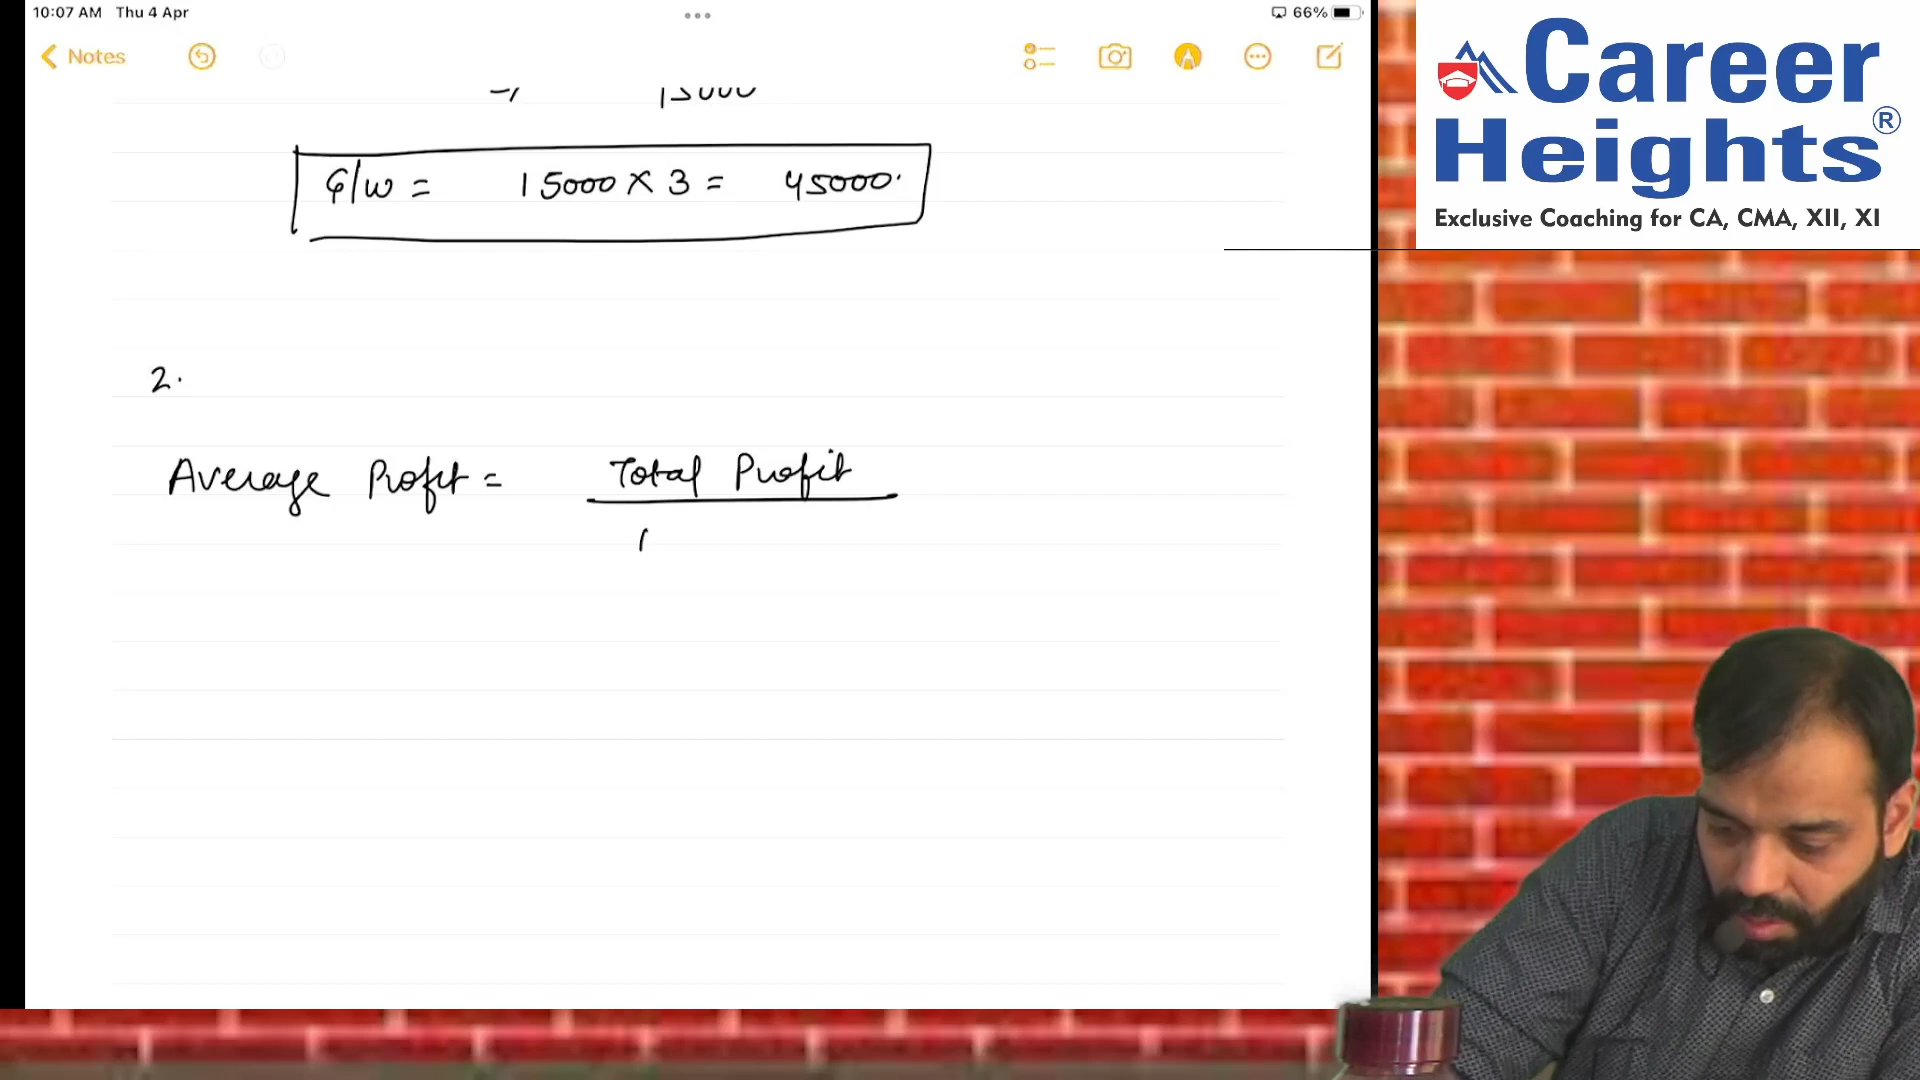 10:07 AM Thu 4 Apr
66%
Notes
15000
G/W = 15000 × 3 = 45000.
2.
Average Profit = Total Profit
Career
Heights®
Exclusive Coaching for CA, CMA, XII, XI